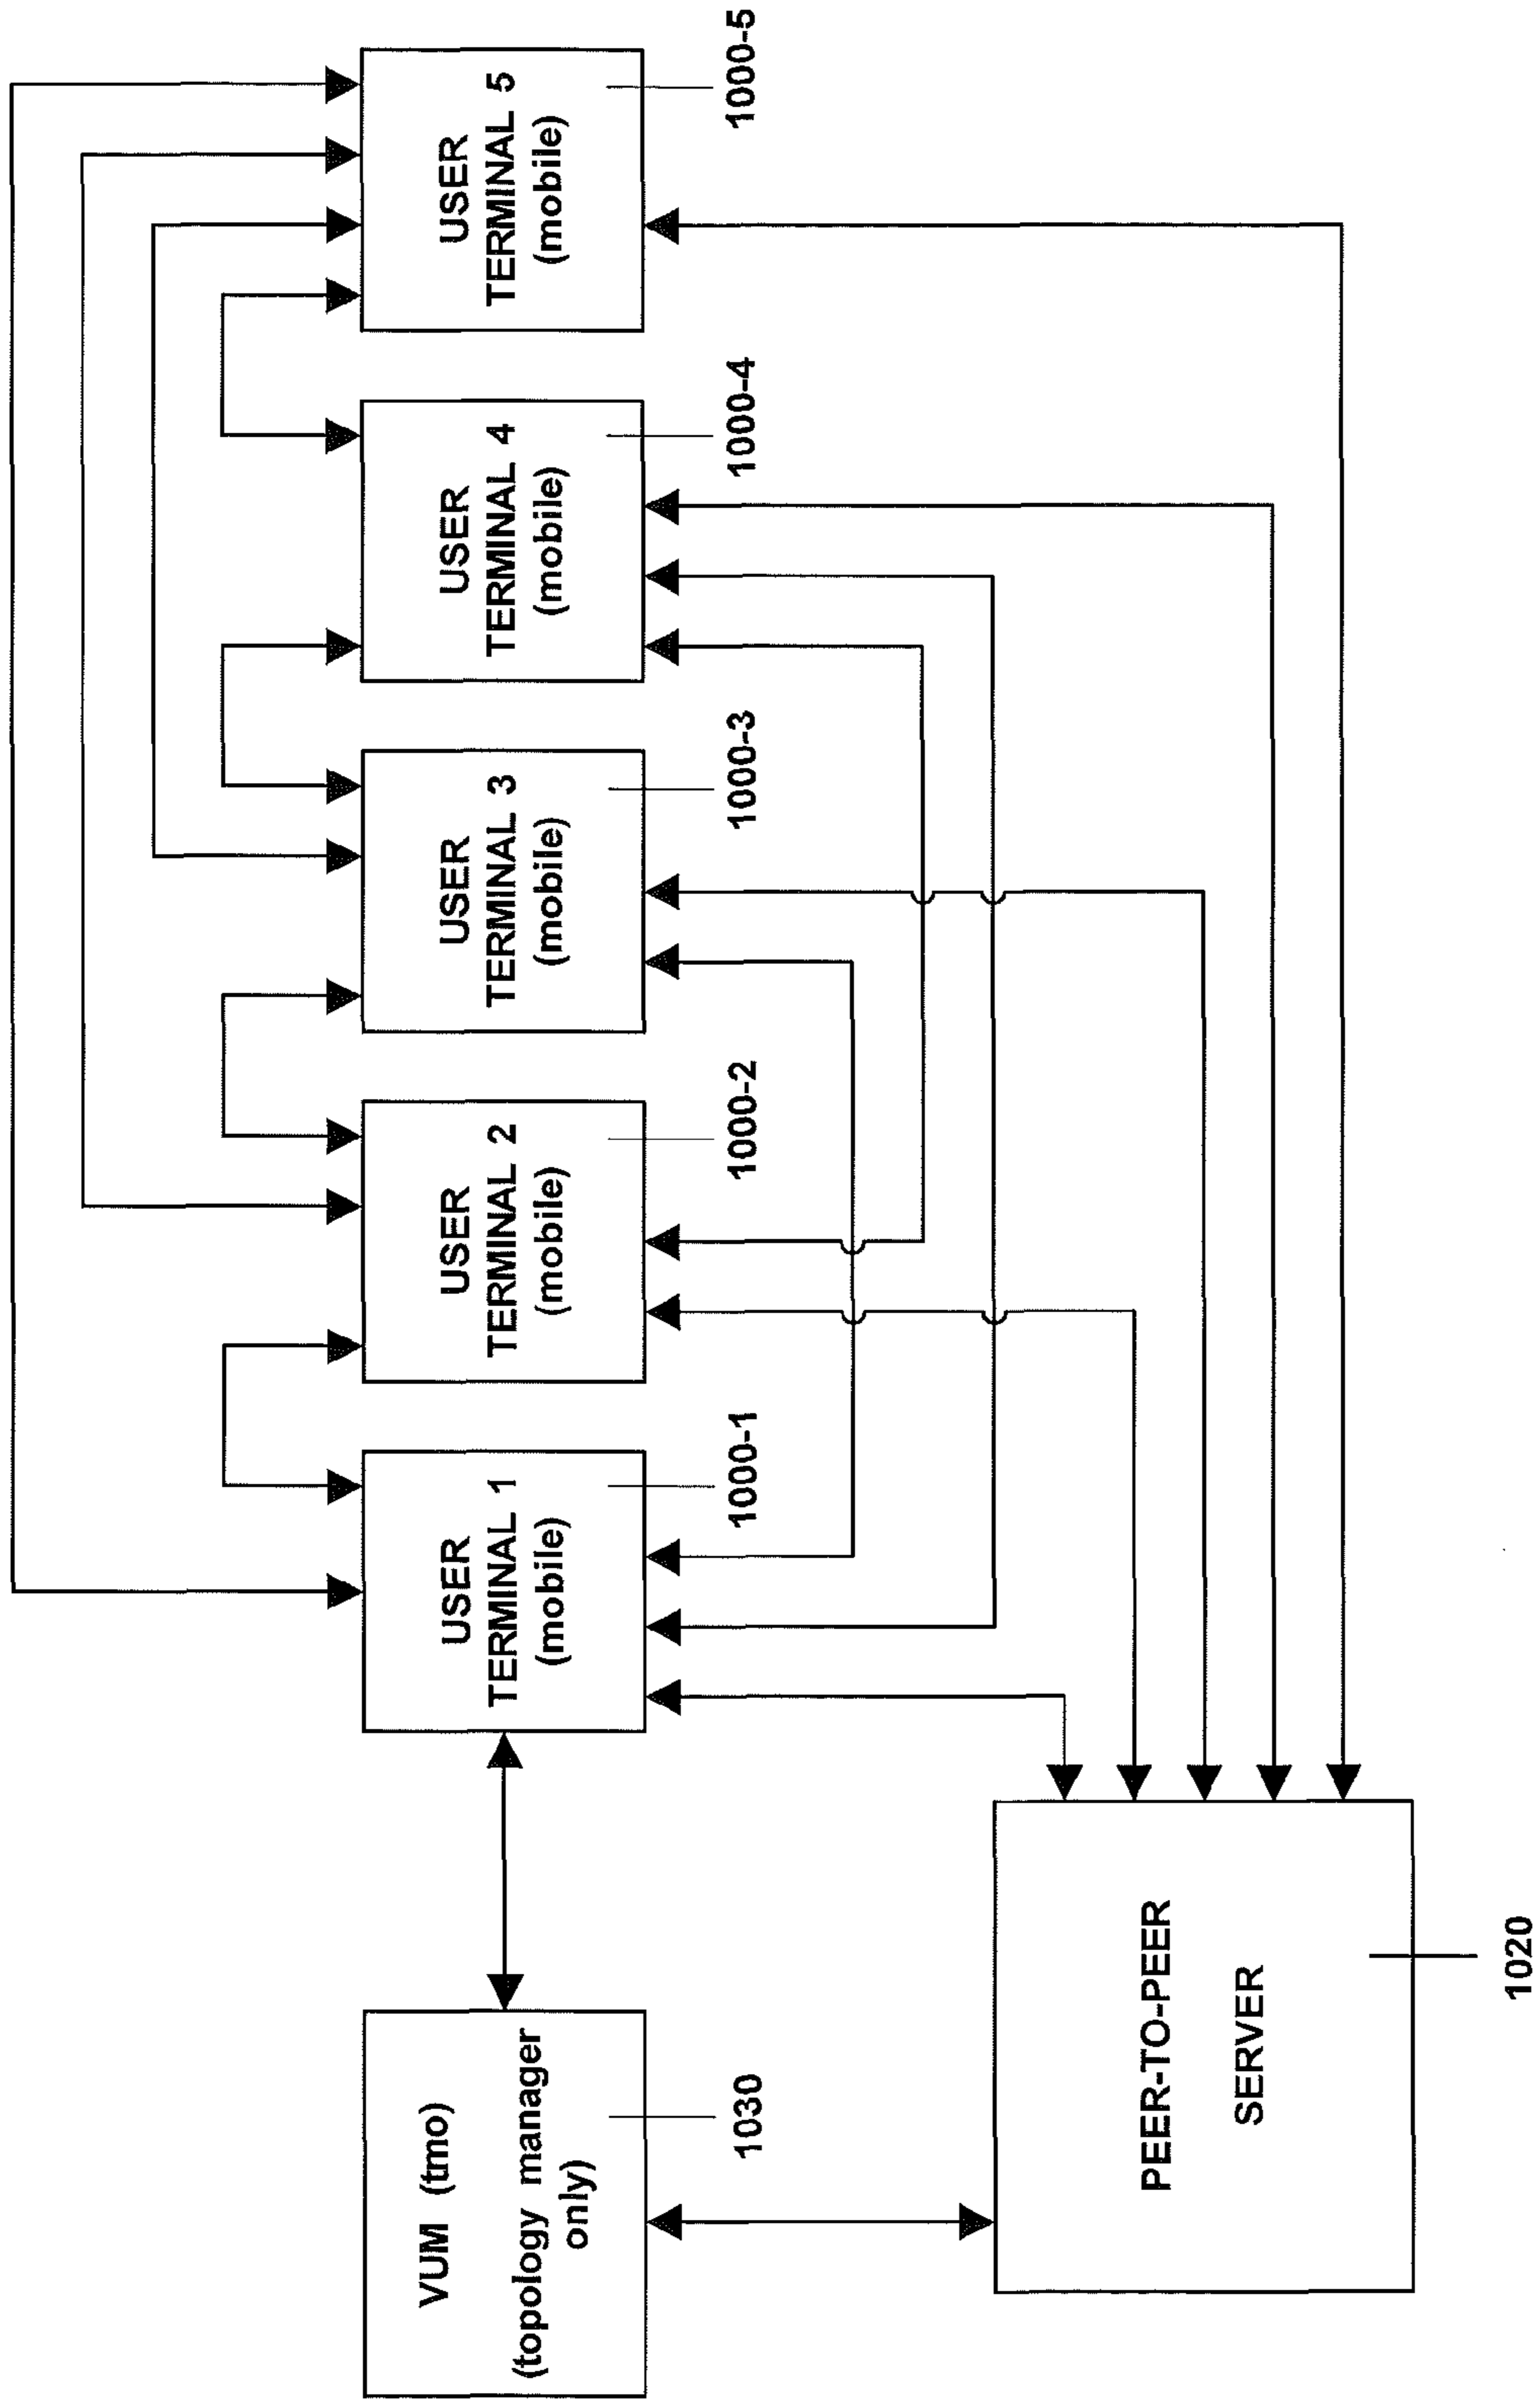 VUM (tmo)
(topology manager
only)
1030
USER
TERMINAL 1
(mobile)
1000-1
USER
TERMINAL 2
(mobile)
1000-2
USER
TERMINAL 3
(mobile)
1000-3
USER
TERMINAL 4
(mobile)
1000-4
USER
TERMINAL 5
(mobile)
1000-5
PEER-TO-PEER
SERVER
1020